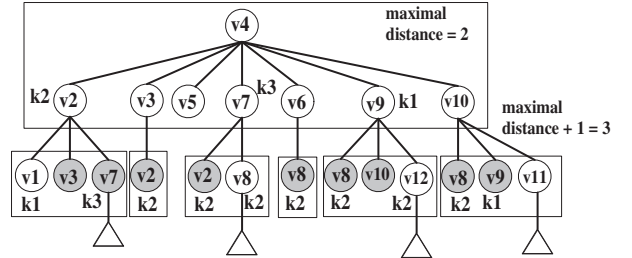 maximal
distance = 2
v4
k2 v2 v3 v5 v7 k3 v6 v9 k1 v10
maximal
distance + 1 = 3
v1 v3 v7 v2 v2 v8 v8 v8 v10 v12 v8 v9 v11
k1 k3 k2 k2 k2 k2 k2 k2 k2 k1